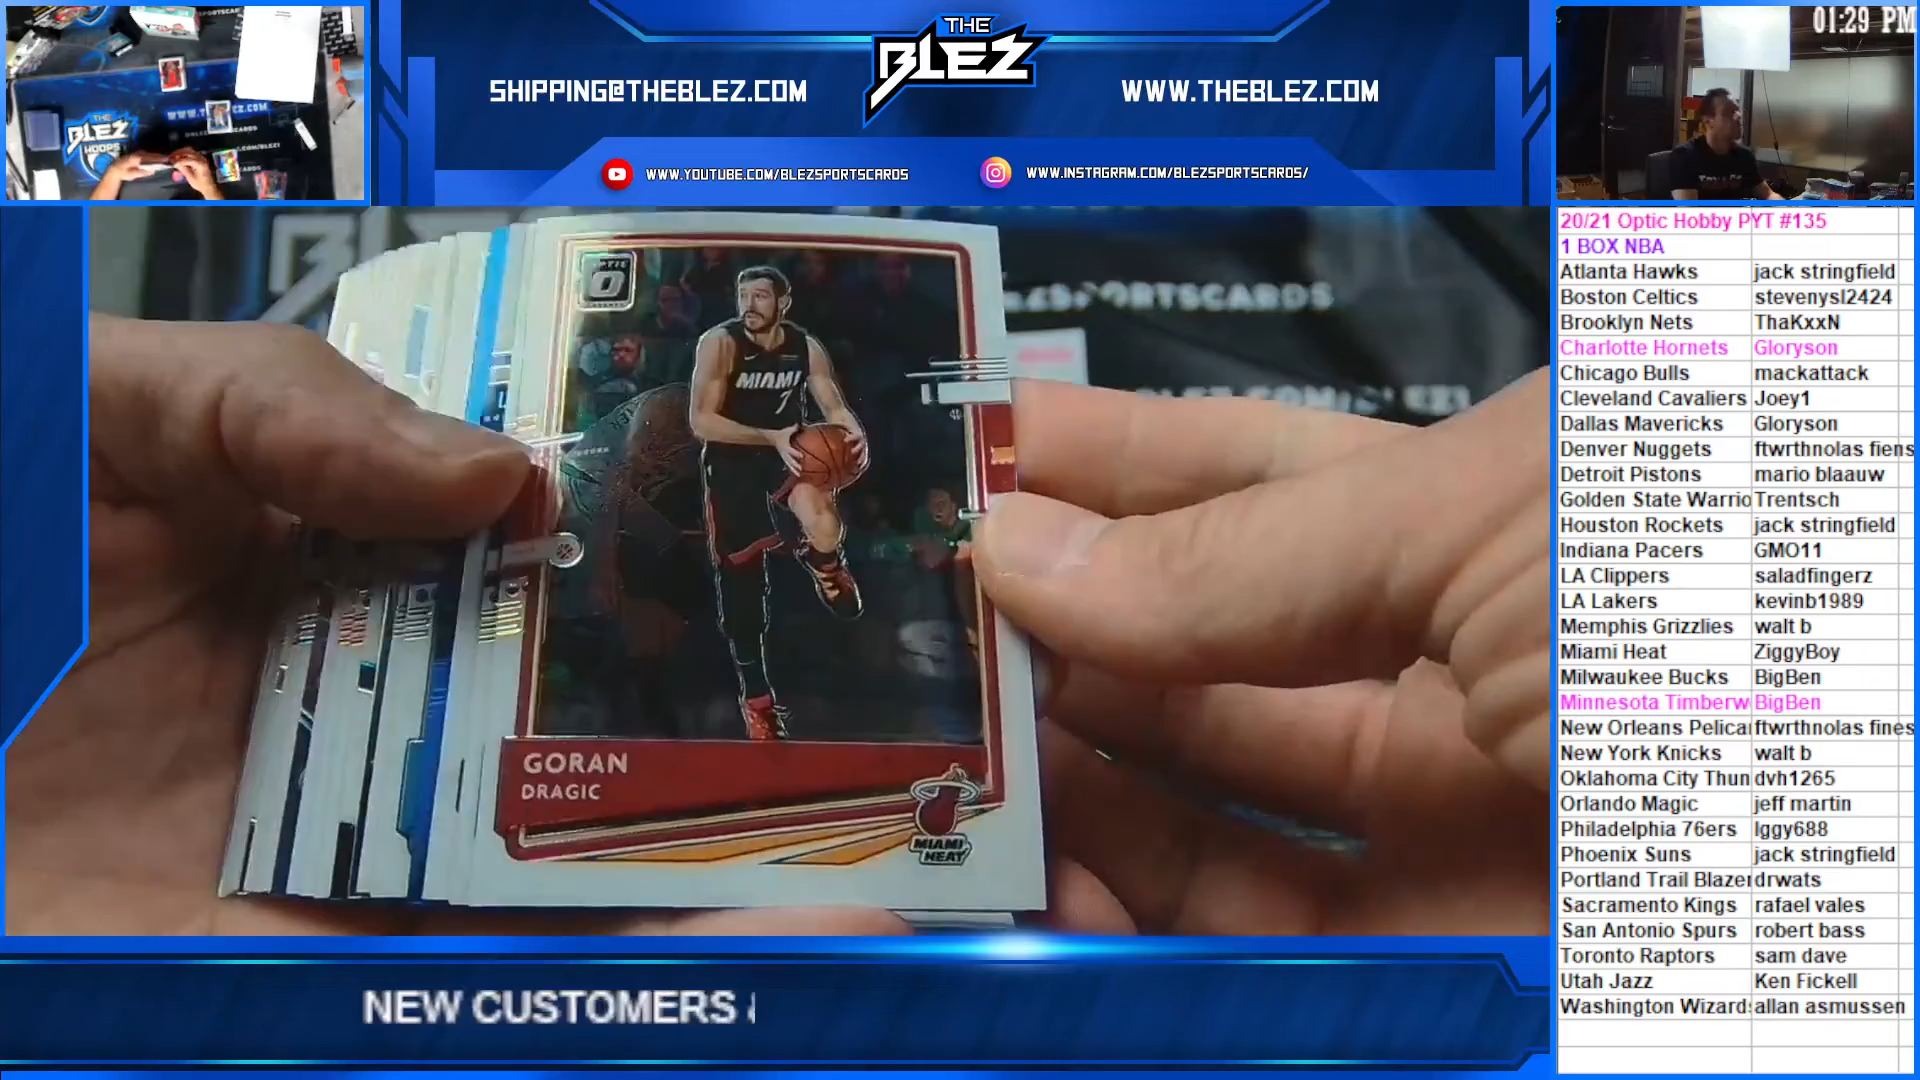 THE
BLEZ
SHIPPING@THEBLEZ.COM
WWW.THEBLEZ.COM
WWW.YOUTUBE.COM/BLEZSPORTSCARDS
WWW.INSTAGRAM.COM/BLEZSPORTSCARDS/
01:29 PM
THE
BLEZ
HOOPS
20/21 Optic Hobby PYT #135
1 BOX NBA
Atlanta Hawks jack stringfield
Boston Celtics stevenysl2424
Brooklyn Nets ThaKxxN
Charlotte Hornets Gloryson
Chicago Bulls mackattack
Cleveland Cavaliers Joey1
Dallas Mavericks Gloryson
Denver Nuggets ftwrthnolas fiens
Detroit Pistons mario blaauw
Golden State Warrio Trentsch
Houston Rockets jack stringfield
Indiana Pacers GMO11
LA Clippers saladfingerz
LA Lakers kevinb1989
Memphis Grizzlies walt b
Miami Heat ZiggyBoy
Milwaukee Bucks BigBen
Minnesota Timberw BigBen
New Orleans Pelica ftwrthnolas fines
New York Knicks walt b
Oklahoma City Thun dvh1265
Orlando Magic jeff martin
Philadelphia 76ers Iggy688
Phoenix Suns jack stringfield
Portland Trail Blazer drwats
Sacramento Kings rafael vales
San Antonio Spurs robert bass
Toronto Raptors sam dave
Utah Jazz Ken Fickell
Washington Wizard allan asmussen
OPTIC
O
MIAMI
7
GORAN
DRAGIC
MIAMI
HEAT
NEW CUSTOMERS